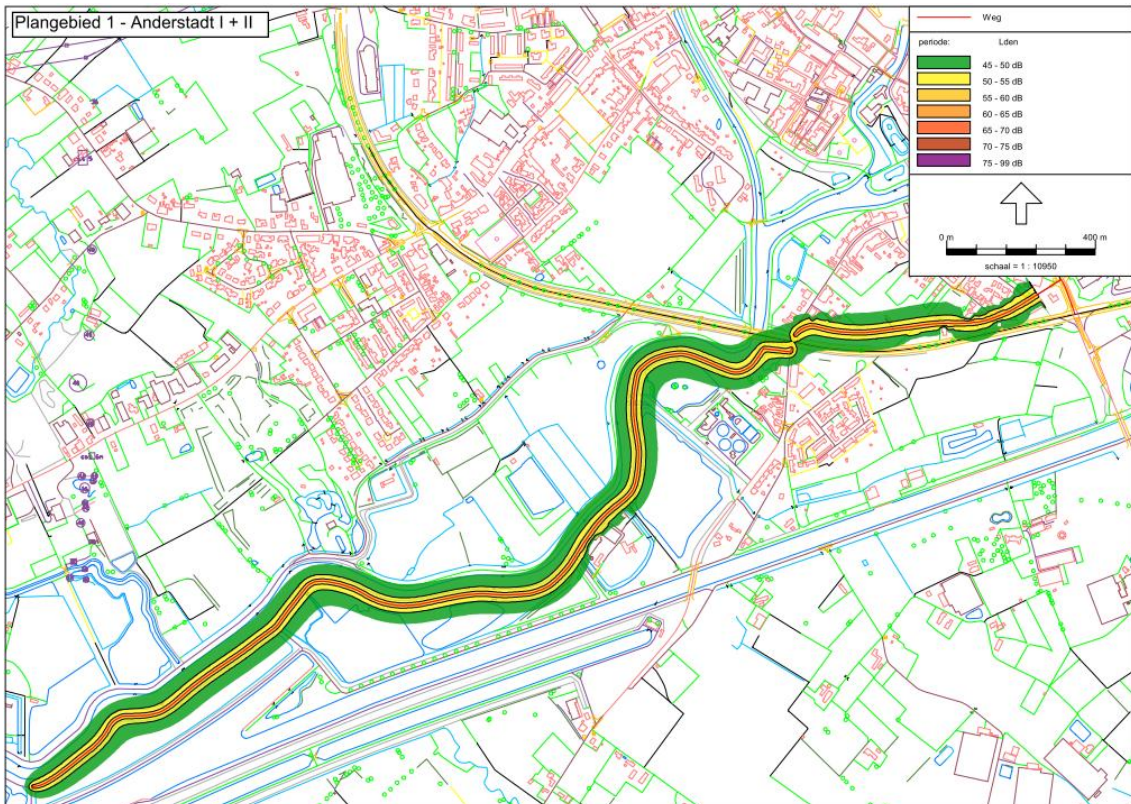 Plangebied 1 - Anderstadt I + II
Weg
periode: Lden
45 - 50 dB
50 - 55 dB
55 - 60 dB
60 - 65 dB
65 - 70 dB
70 - 75 dB
75 - 99 dB
0 m 400 m
schaal = 1 : 10950